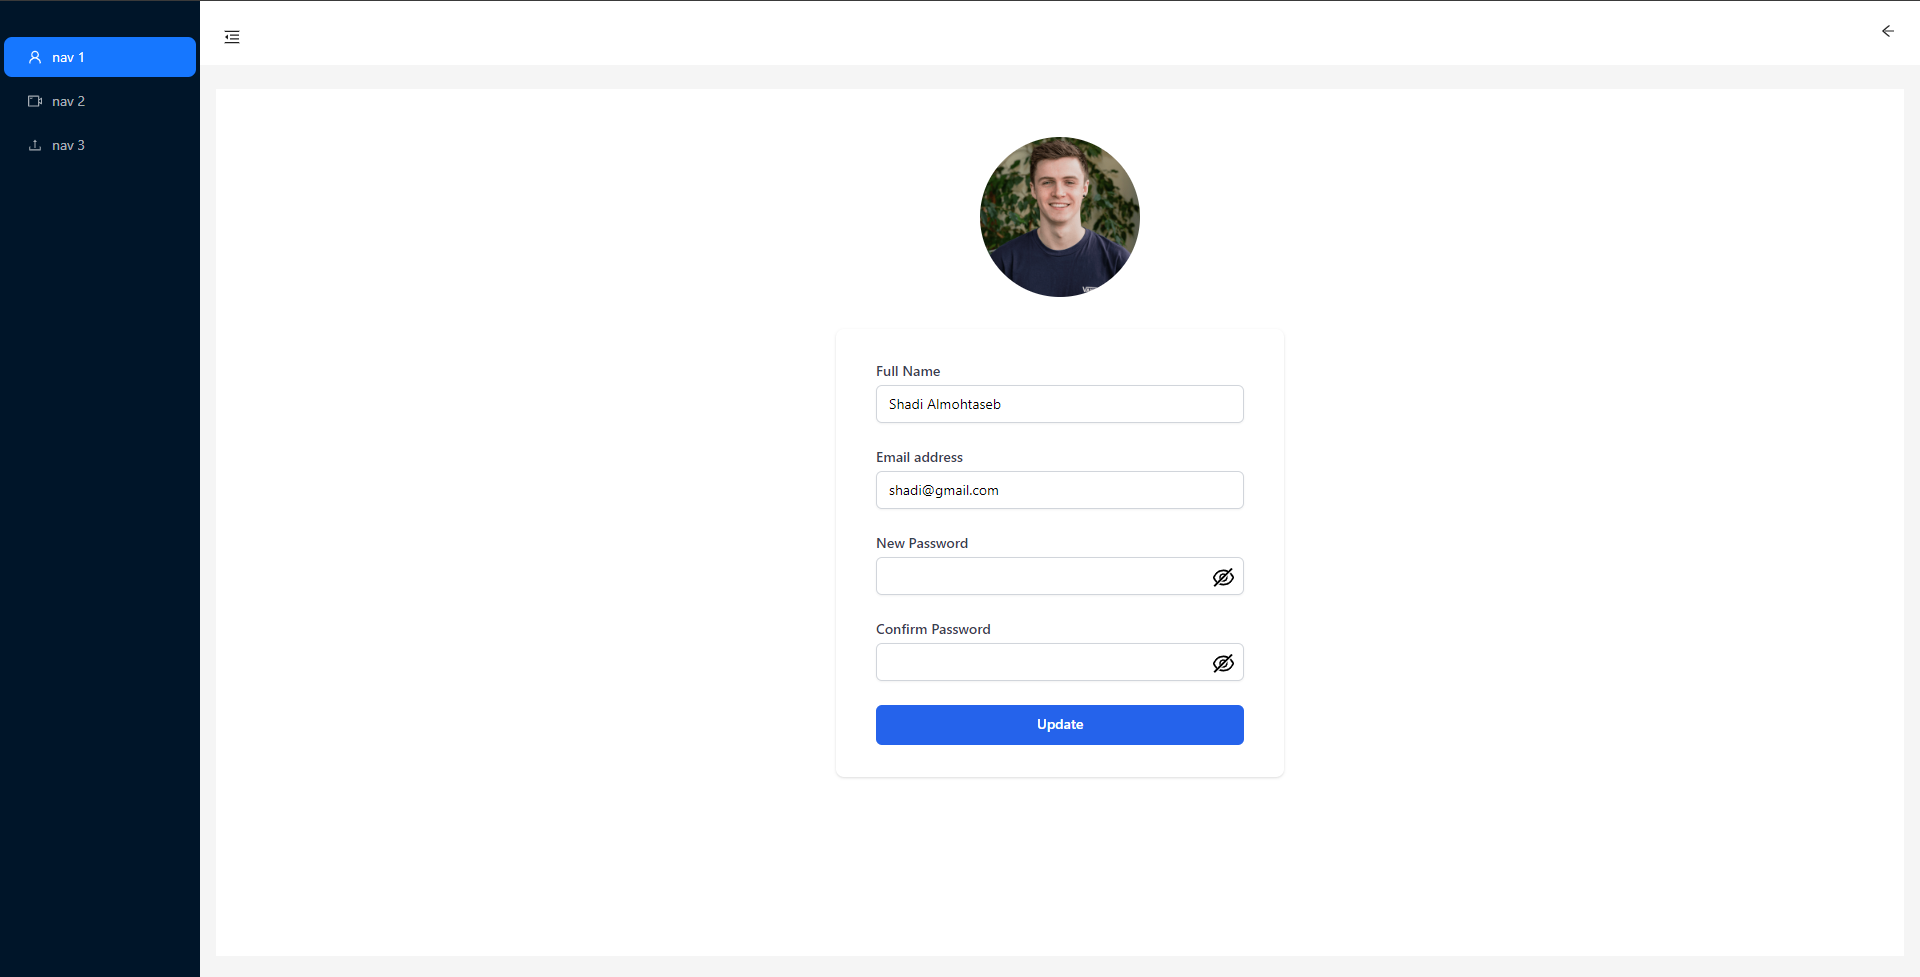 nav 1
nav 2
nav 3
Full Name
Shadi Almohtaseb
Email address
shadi@gmail.com
New Password
Confirm Password
Update